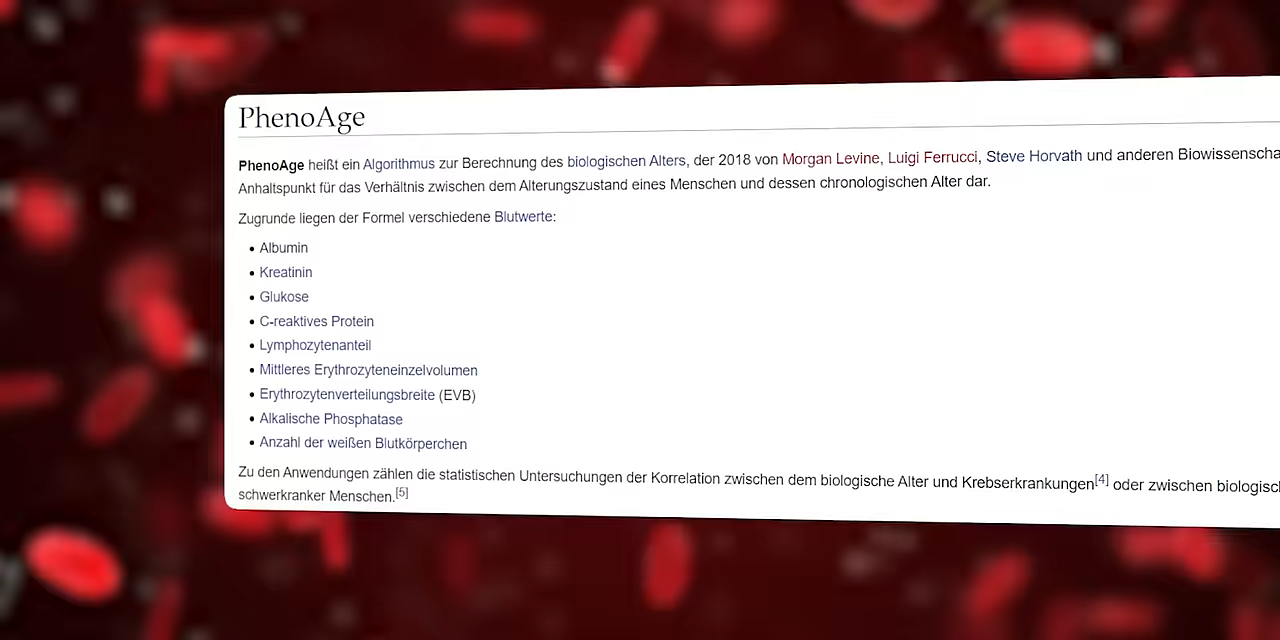 PhenoAge
PhenoAge heißt ein Algorithmus zur Berechnung des biologischen Alters, der 2018 von Morgan Levine, Luigi Ferrucci, Steve Horvath und anderen
Anhaltspunkt für das Verhältnis zwischen dem Alterungszustand eines Menschen und dessen chronologischen Alter dar.
Zugrunde liegen der Formel verschiedene Blutwerte:
• Albumin
• Kreatinin
• Glukose
• C-reaktives Protein
• Lymphozytenanteil
• Mittleres Erythrozyteneinzelvolumen
• Erythrozytenverteilungsbreite (EVB)
• Alkalische Phosphatase
• Anzahl der weißen Blutkörperchen
Zu den Anwendungen zählen die statistischen Untersuchungen der Korrelation zwischen dem biologische Alter und Krebserkrankungen[4] oder zwischen
schwerkranker Menschen.[5]